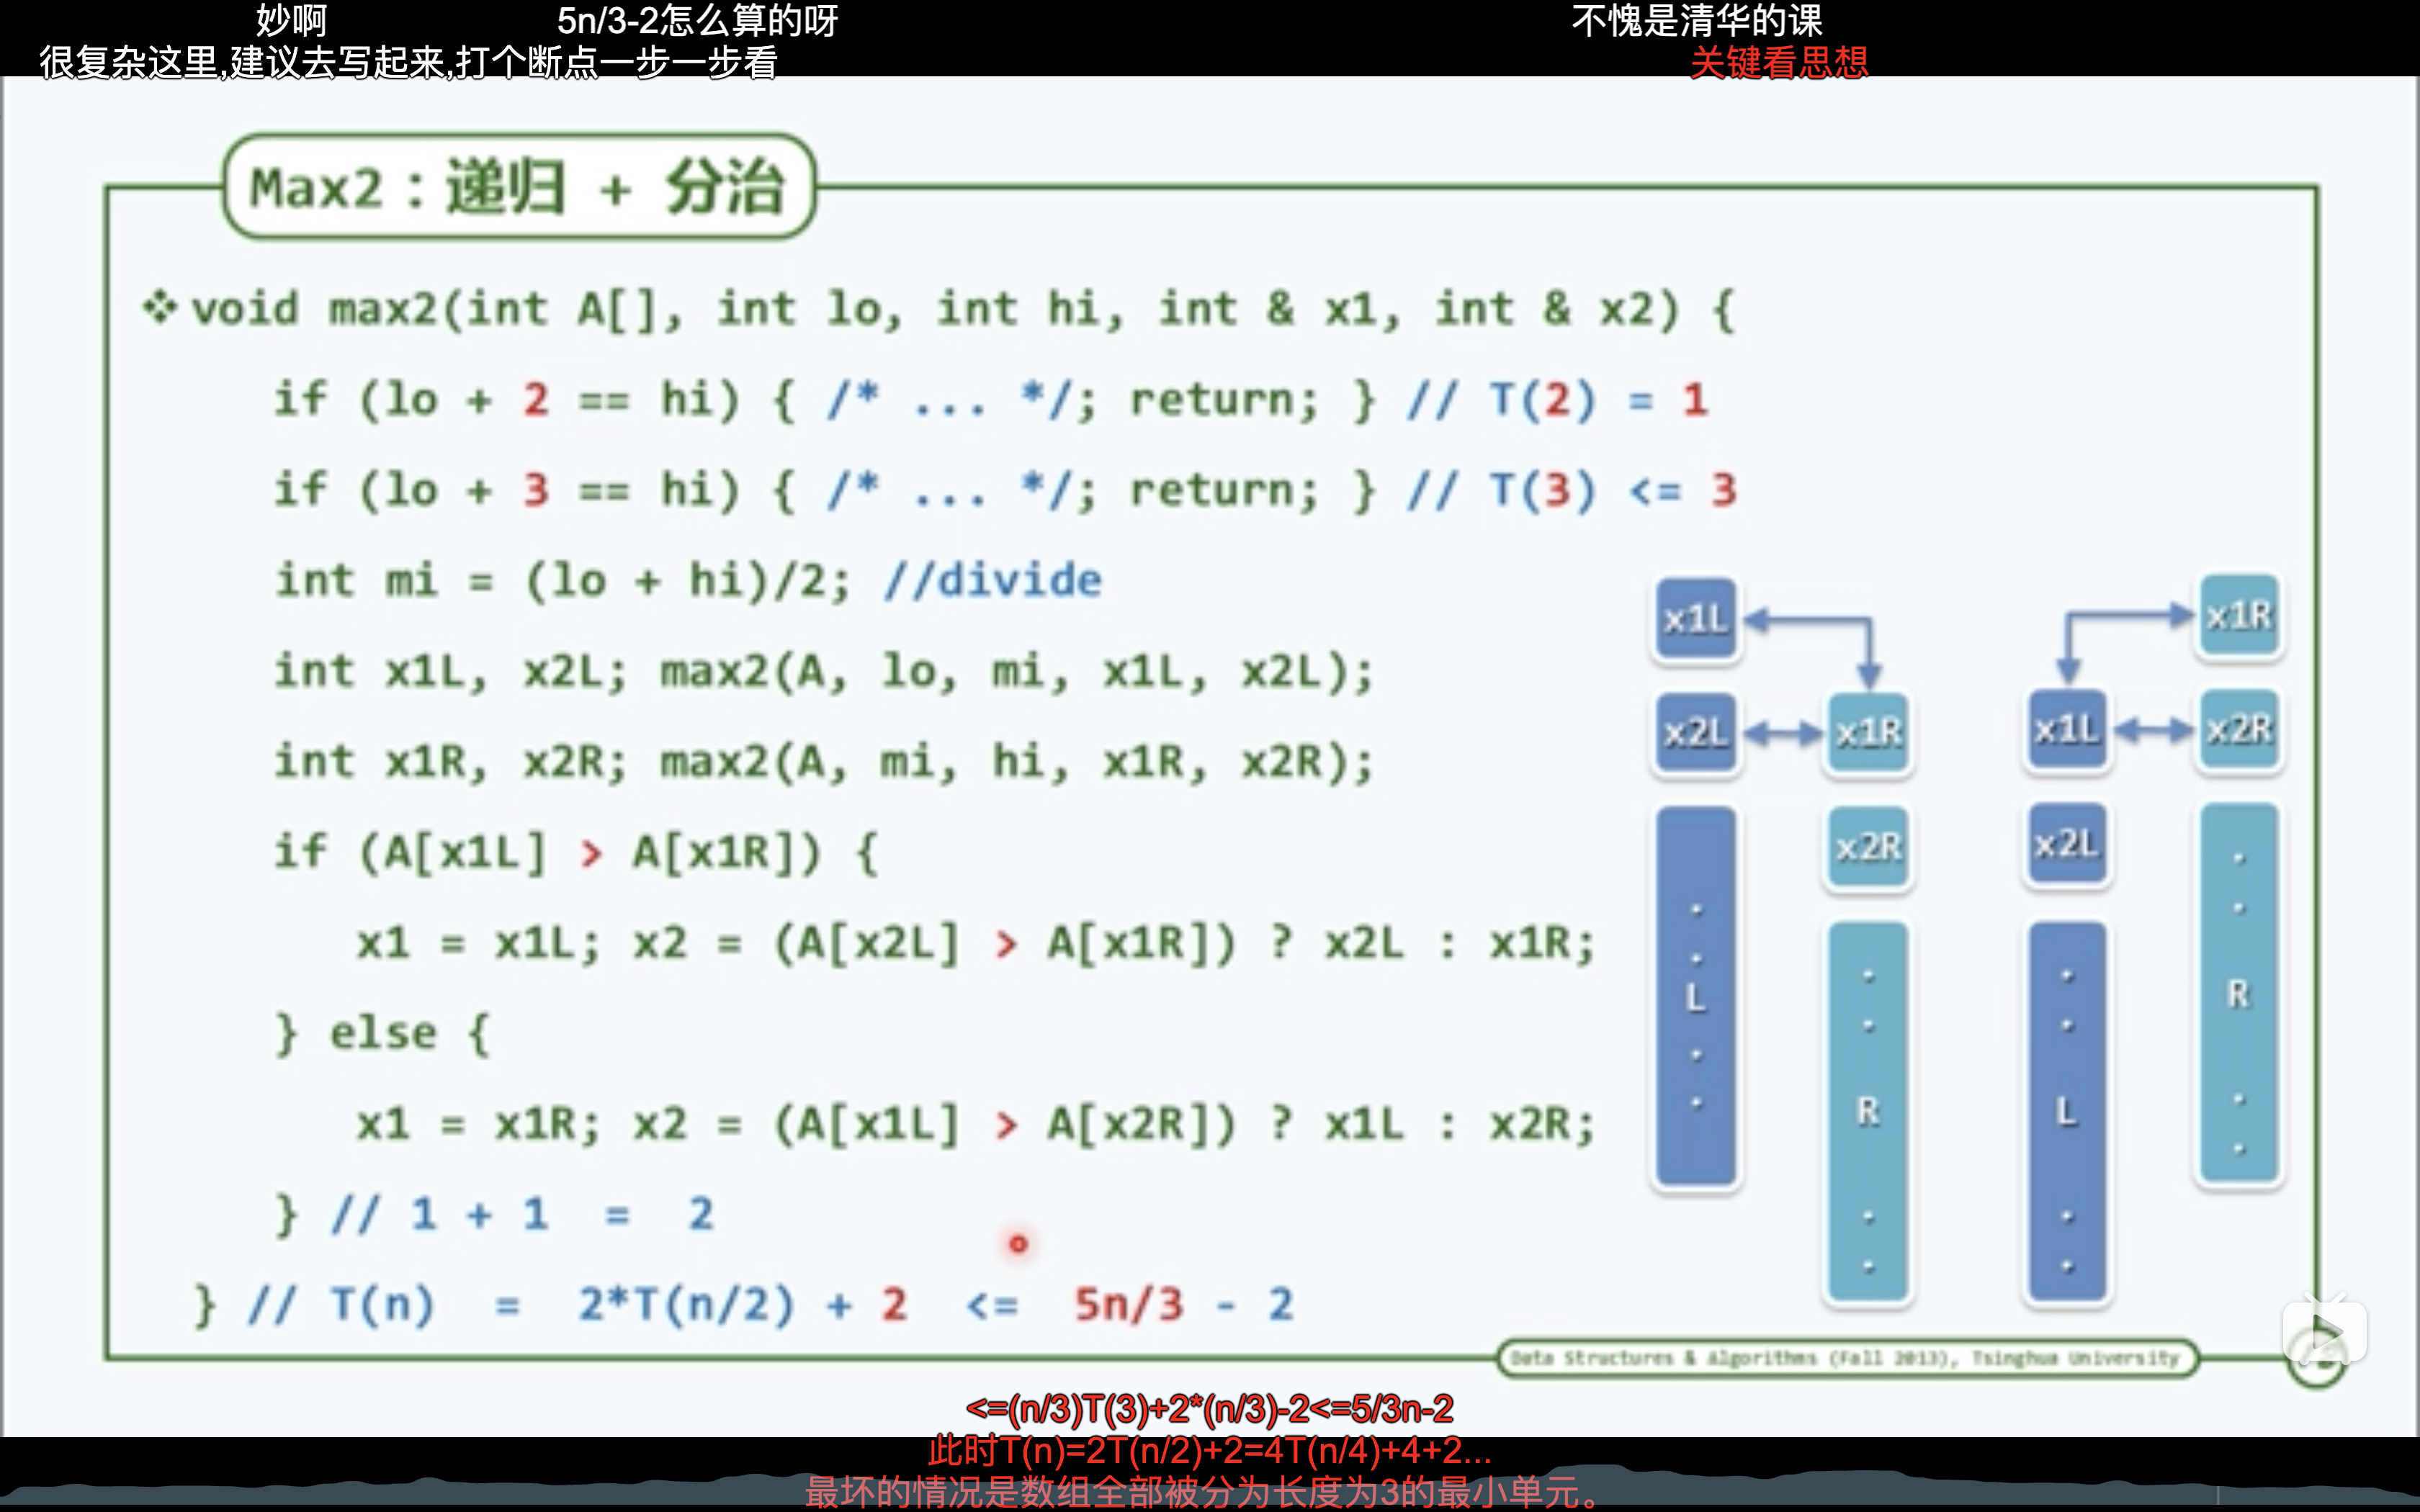 妙啊
5n/3-2怎么算的呀
不愧是清华的课
很复杂这里,建议去写起来,打个断点一步一步看
关键看思想
Max2：递归 + 分治
❖ void max2(int A[], int lo, int hi, int & x1, int & x2) {
if (lo + 2 == hi) { /* ... */; return; } // T(2) = 1
if (lo + 3 == hi) { /* ... */; return; } // T(3) <= 3
int mi = (lo + hi)/2; //divide
int x1L, x2L; max2(A, lo, mi, x1L, x2L);
int x1R, x2R; max2(A, mi, hi, x1R, x2R);
if (A[x1L] > A[x1R]) {
x1 = x1L; x2 = (A[x2L] > A[x1R]) ? x2L : x1R;
} else {
x1 = x1R; x2 = (A[x1L] > A[x2R]) ? x1L : x2R;
} // 1 + 1 = 2
} // T(n) = 2*T(n/2) + 2 <= 5n/3 - 2
x1L
x2L
L
x1R
x2R
R
x1L
x2L
L
x1R
x2R
R
Data Structures & Algorithms (Fall 2013), Tsinghua University
<=(n/3)T(3)+2*(n/3)-2<=5/3n-2
此时T(n)=2T(n/2)+2=4T(n/4)+4+2...
最坏的情况是数组全部被分为长度为3的最小单元。